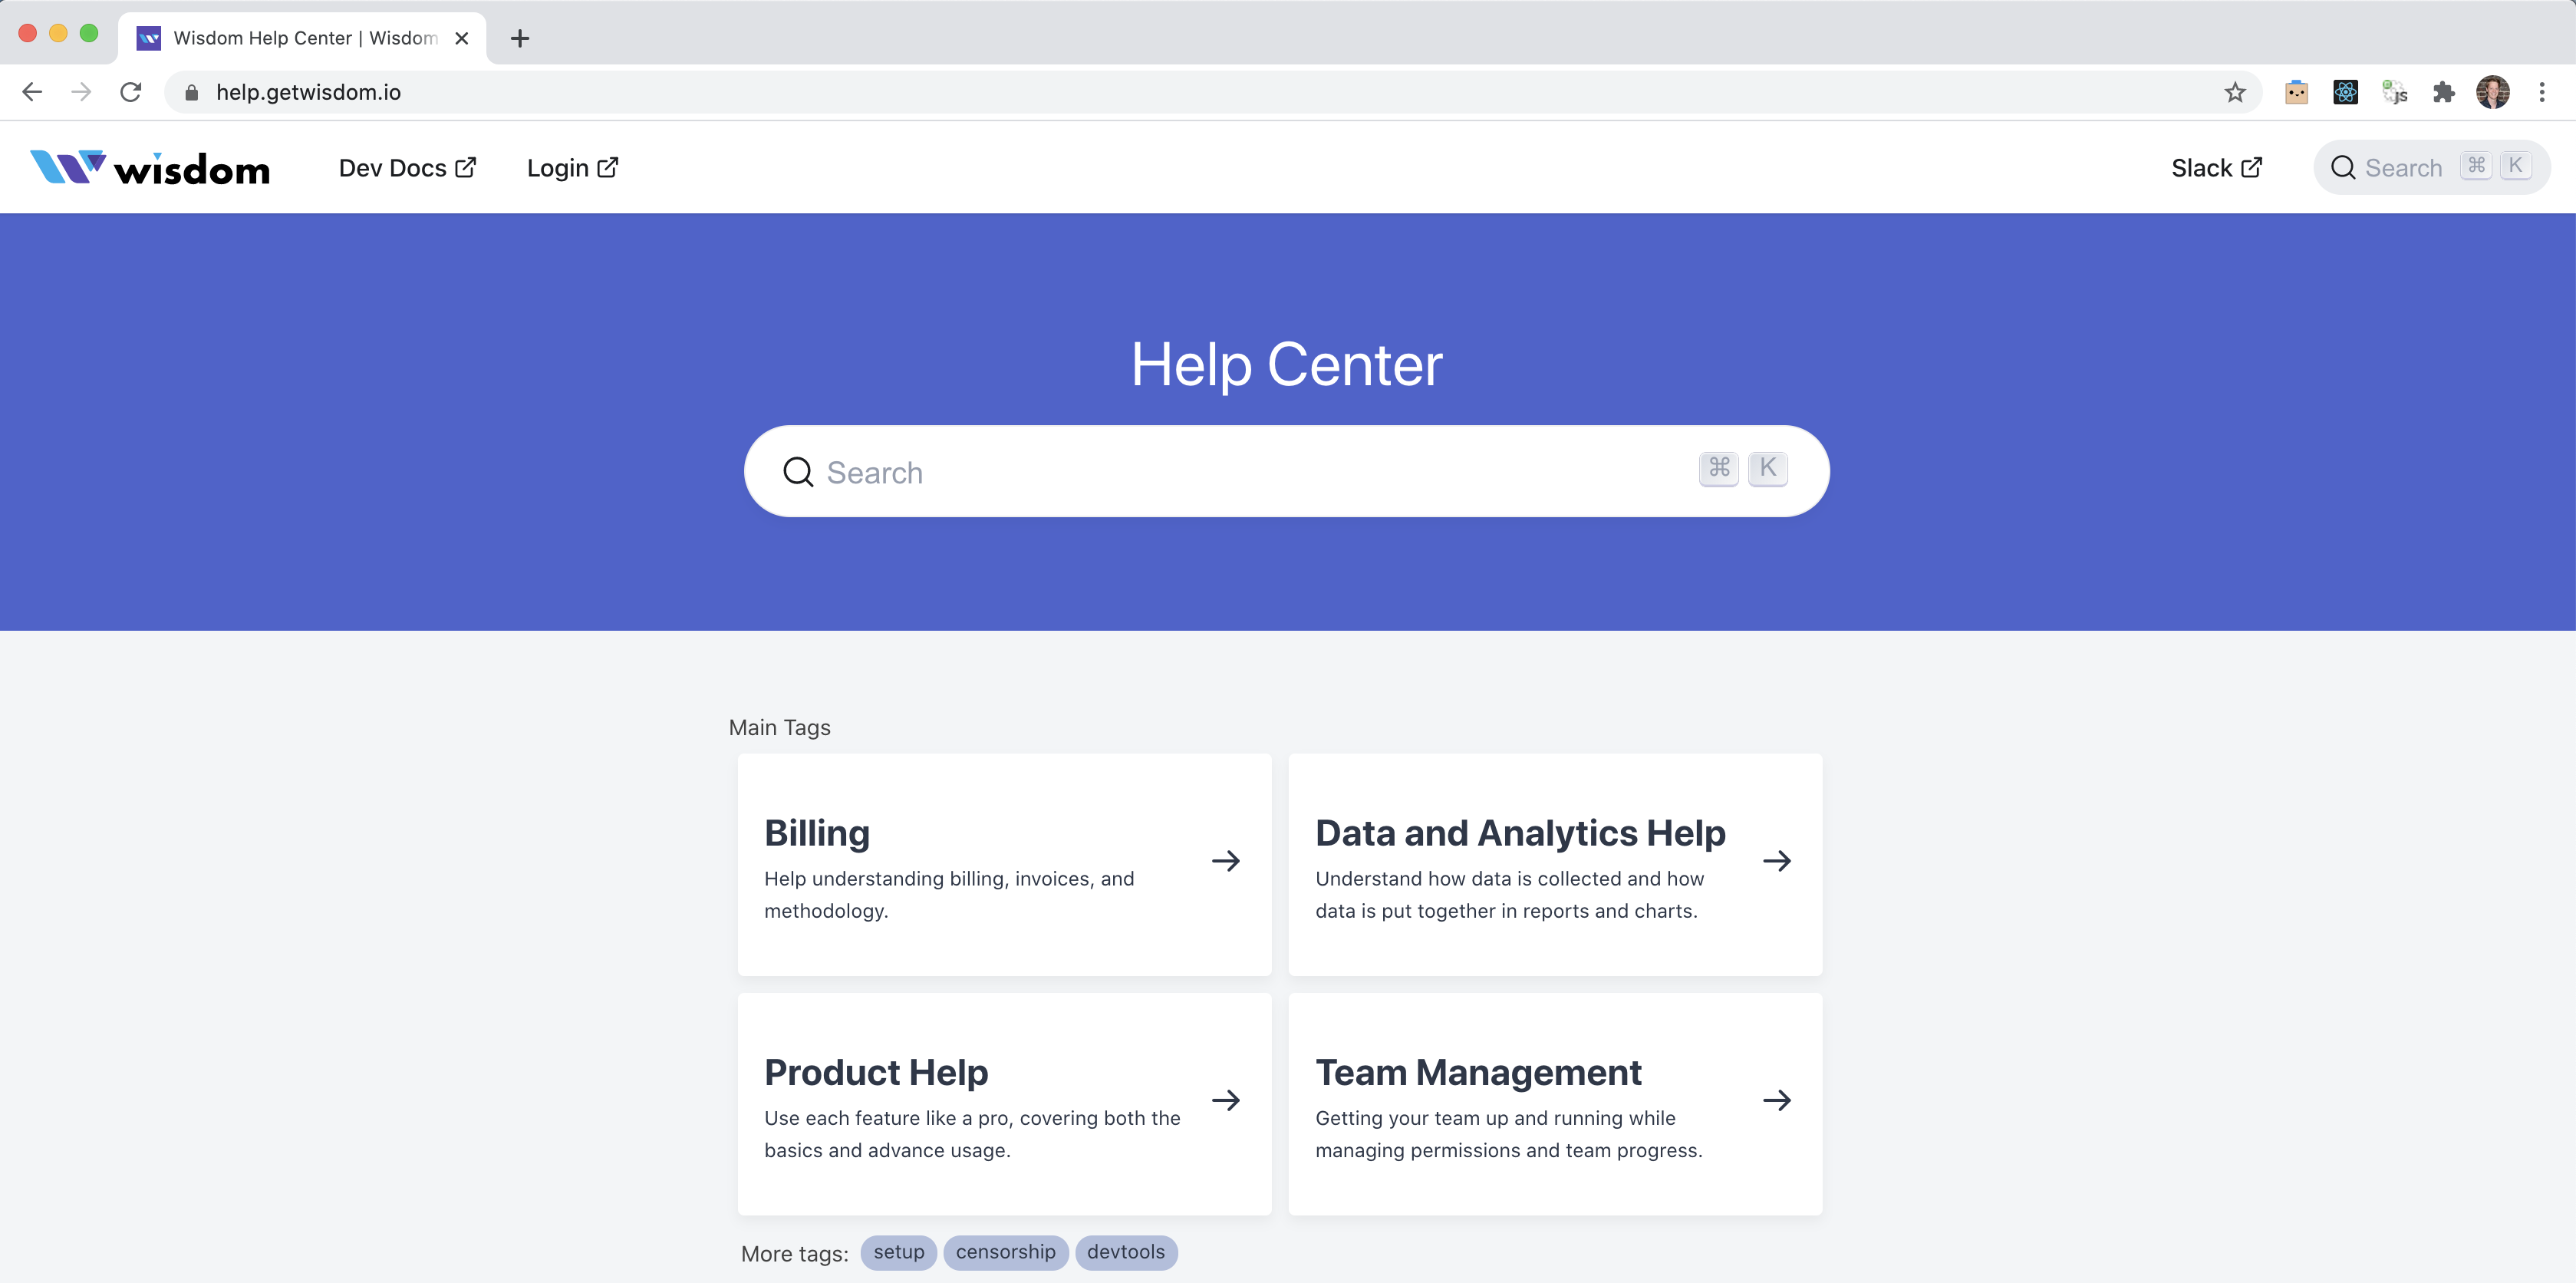 Wisdom Help Center | Wisdom
help.getwisdom.io
JS
wisdom
Dev Docs
Login
Slack
Search ⌘ K
Help Center
Search ⌘ K
Main Tags
Billing
Help understanding billing, invoices, and
methodology.
Data and Analytics Help
Understand how data is collected and how
data is put together in reports and charts.
Product Help
Use each feature like a pro, covering both the
basics and advance usage.
Team Management
Getting your team up and running while
managing permissions and team progress.
More tags: setup censorship devtools